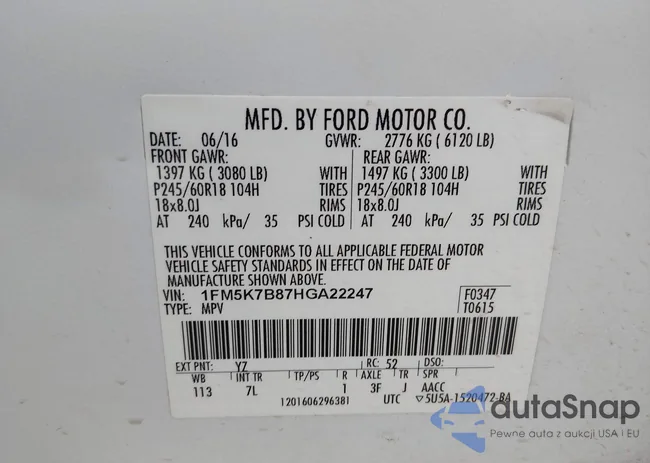 MFD. BY FORD MOTOR CO.
DATE: 06/16 GVWR: 2776 KG ( 6120 LB)
FRONT GAWR: REAR GAWR:
1397 KG ( 3080 LB) WITH 1497 KG ( 3300 LB) WITH
P245/60R18 104H TIRES P245/60R18 104H TIRES
18x8.0J RIMS 18x8.0J RIMS
AT 240 kPa/ 35 PSI COLD AT 240 kPa/ 35 PSI COLD
THIS VEHICLE CONFORMS TO ALL APPLICABLE FEDERAL MOTOR
VEHICLE SAFETY STANDARDS IN EFFECT ON THE DATE OF
MANUFACTURE SHOWN ABOVE.
VIN: 1FM5K7B87HGA22247 F0347
TYPE: MPV T0615
EXT PNT: YZ RC: 52 DSO:
WB INT TR TP/PS R AXLE TR SPR
113 7L 1 3F J AACC
1201606296381 UTC ▽5U5A-1520472-BA
autaSnap
Pewne auta z aukcji USA i EU